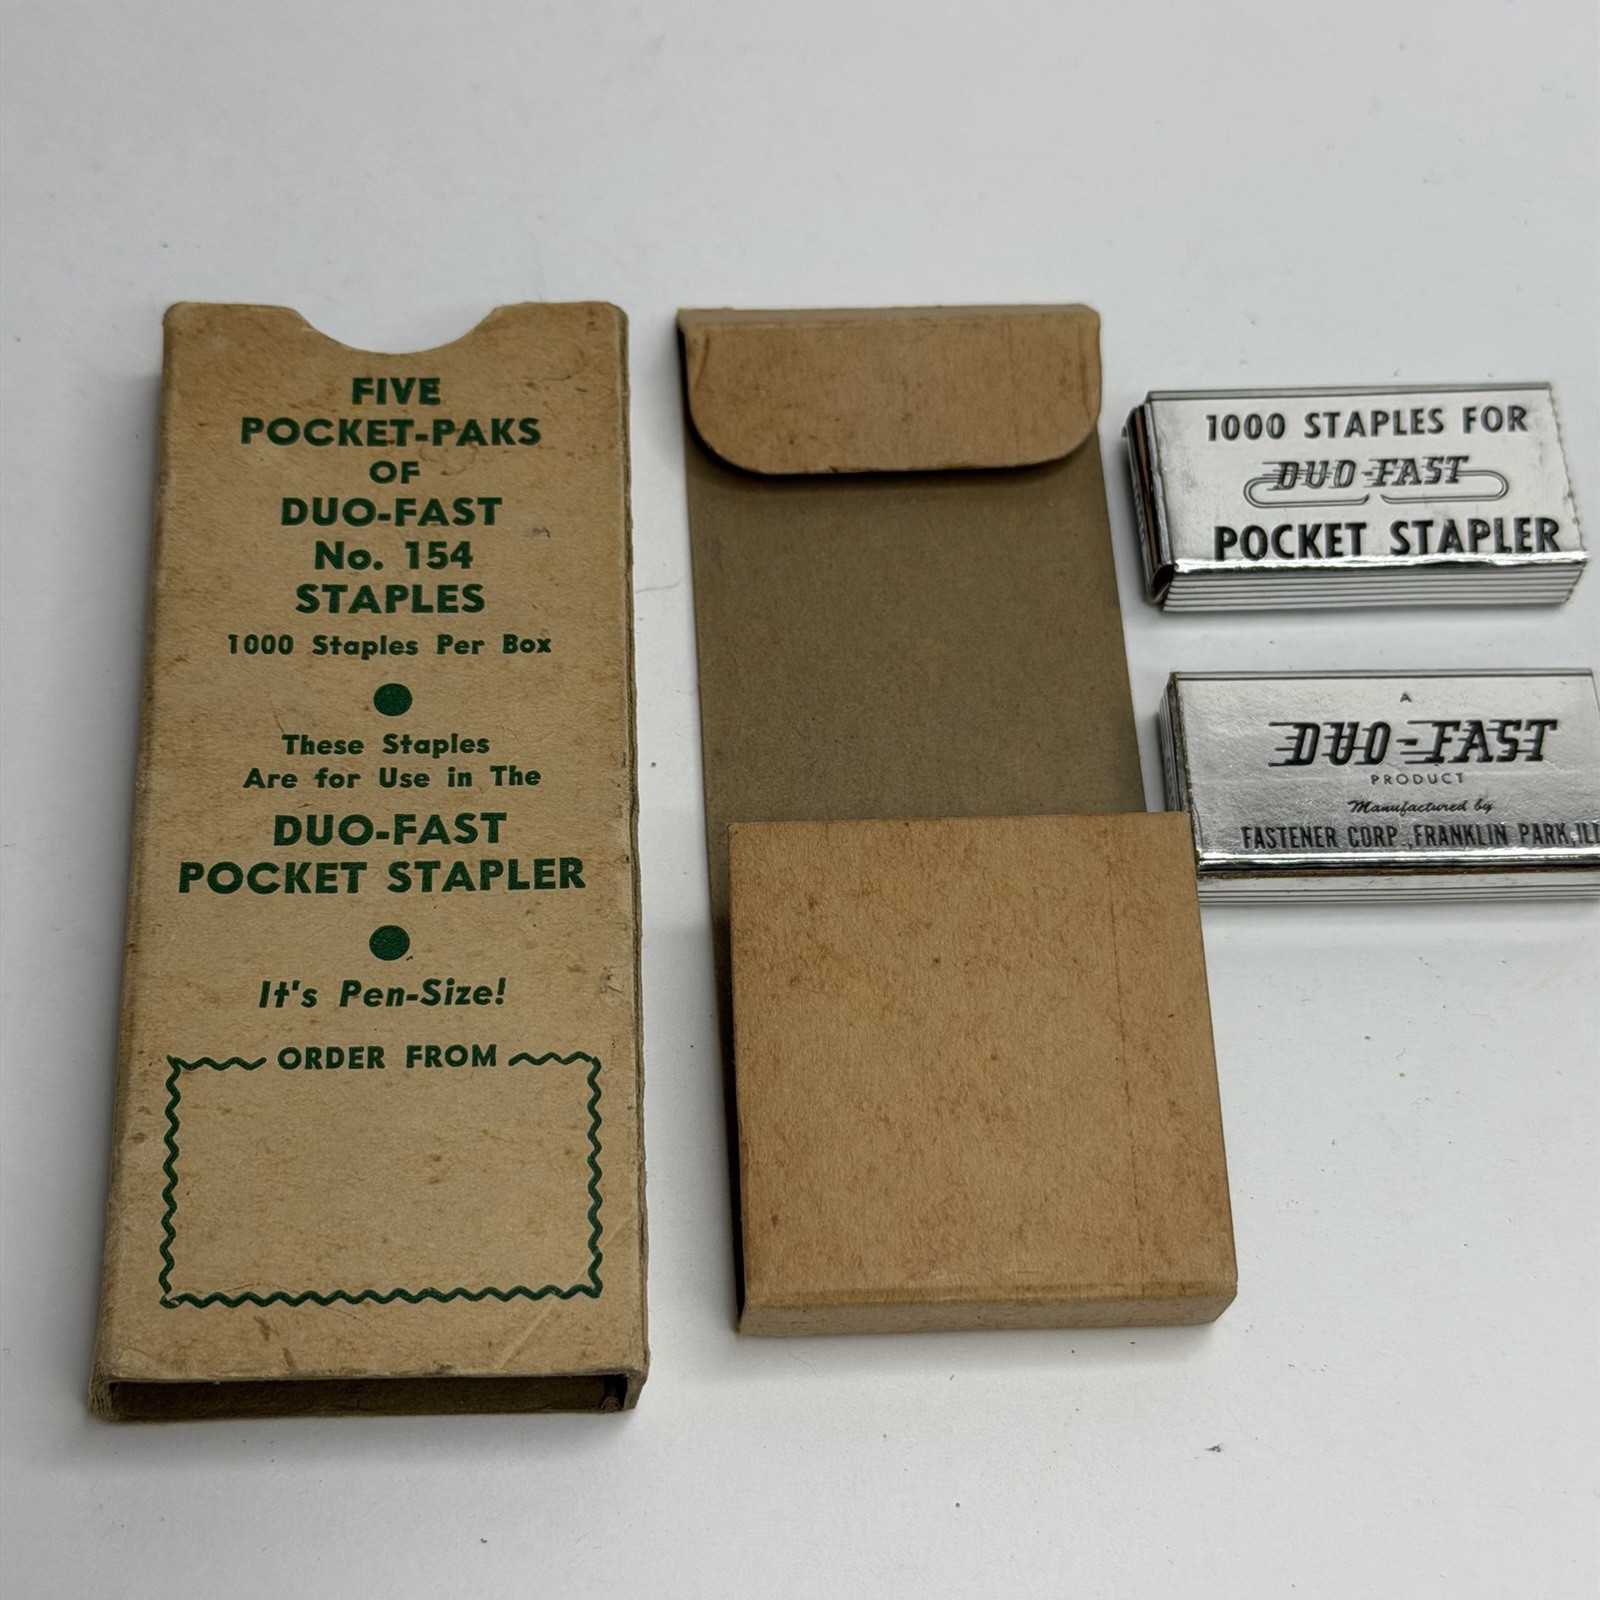 FIVE
POCKET-PAKS
OF
DUO-FAST
No. 154
STAPLES
1000 Staples Per Box
These Staples
Are for Use in The
DUO-FAST
POCKET STAPLER
It's Pen-Size!
ORDER FROM
1000 STAPLES FOR
DUO-FAST
POCKET STAPLER
A
DUO-FAST
PRODUCT
Manufactured by
FASTENER CORP., FRANKLIN PARK, ILL